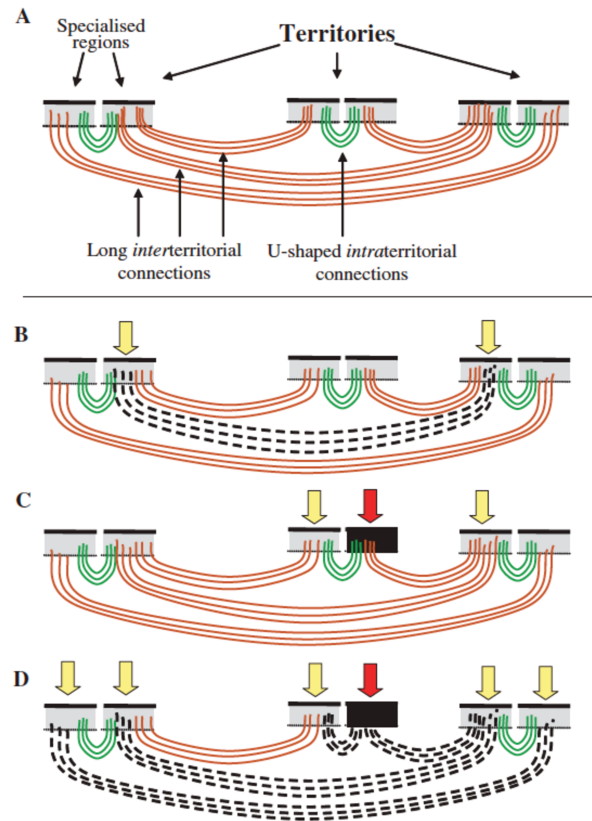 A
Specialised
regions
Territories
Long interterritorial
connections
U-shaped intraterritorial
connections
B
C
D